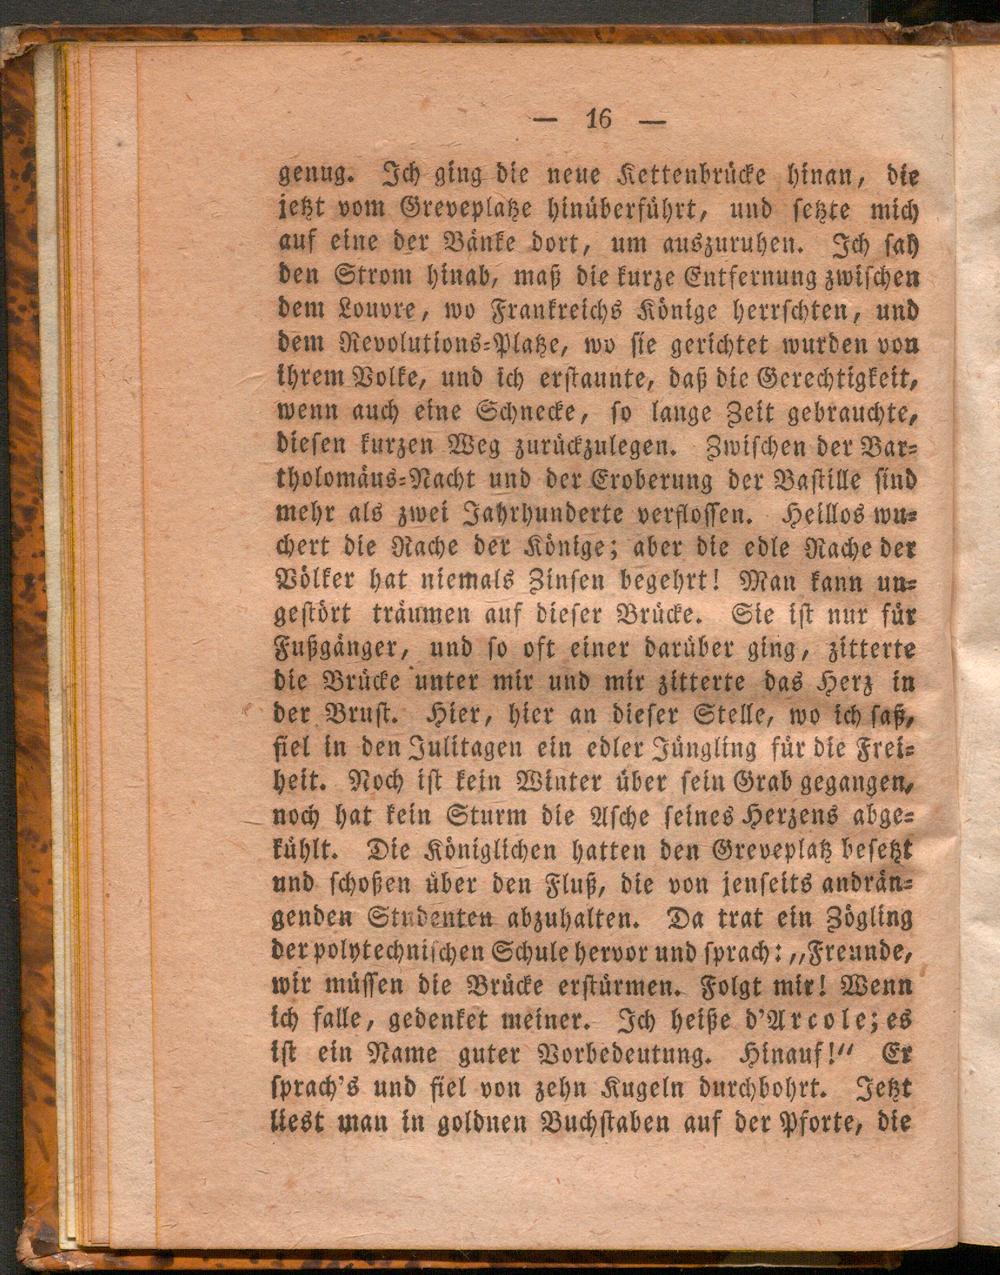 — 16 —
genug. Ich ging die neue Kettenbrücke hinan, die
jetzt vom Greveplatze hinüberführt, und setzte mich
auf eine der Bänke dort, um auszuruhen. Ich sah
den Strom hinab, maß die kurze Entfernung zwischen
dem Louvre, wo Frankreichs Könige herrschten, und
dem Revolutions-Platze, wo sie gerichtet wurden von
ihrem Volke, und ich erstaunte, daß die Gerechtigkeit,
wenn auch eine Schnecke, so lange Zeit gebrauchte,
diesen kurzen Weg zurückzulegen. Zwischen der Bar-
tholomäus-Nacht und der Eroberung der Bastille sind
mehr als zwei Jahrhunderte verflossen. Heillos wu-
chert die Rache der Könige; aber die edle Rache der
Völker hat niemals Zinsen begehrt! Man kann un-
gestört träumen auf dieser Brücke. Sie ist nur für
Fußgänger, und so oft einer darüber ging, zitterte
die Brücke unter mir und mir zitterte das Herz in
der Brust. Hier, hier an dieser Stelle, wo ich saß,
fiel in den Julitagen ein edler Jüngling für die Frei-
heit. Noch ist kein Winter über sein Grab gegangen,
noch hat kein Sturm die Asche seines Herzens abge-
kühlt. Die Königlichen hatten den Greveplatz besetzt
und schoßen über den Fluß, die von jenseits andrän-
genden Studenten abzuhalten. Da trat ein Zögling
der polytechnischen Schule hervor und sprach: „Freunde,
wir müssen die Brücke erstürmen. Folgt mir! Wenn
ich falle, gedenket meiner. Ich heiße d'Arcole; es
ist ein Name guter Vorbedeutung. Hinauf!“ Er
sprach's und fiel von zehn Kugeln durchbohrt. Jetzt
liest man in goldnen Buchstaben auf der Pforte, die